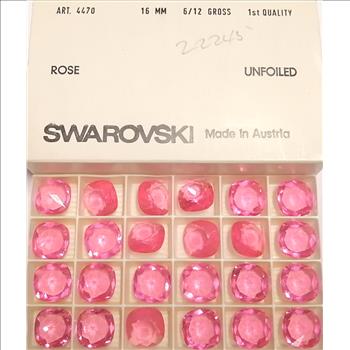 ART. 4470 16 MM 6/12 GROSS 1st QUALITY
22245
ROSE UNFOILED
SWAROVSKI Made in Austria